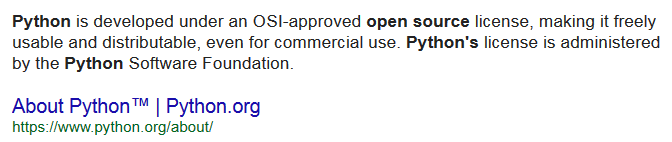 Python is developed under an OSI-approved open source license, making it freely
usable and distributable, even for commercial use. Python's license is administered
by the Python Software Foundation.
About Python™ | Python.org
https://www.python.org/about/